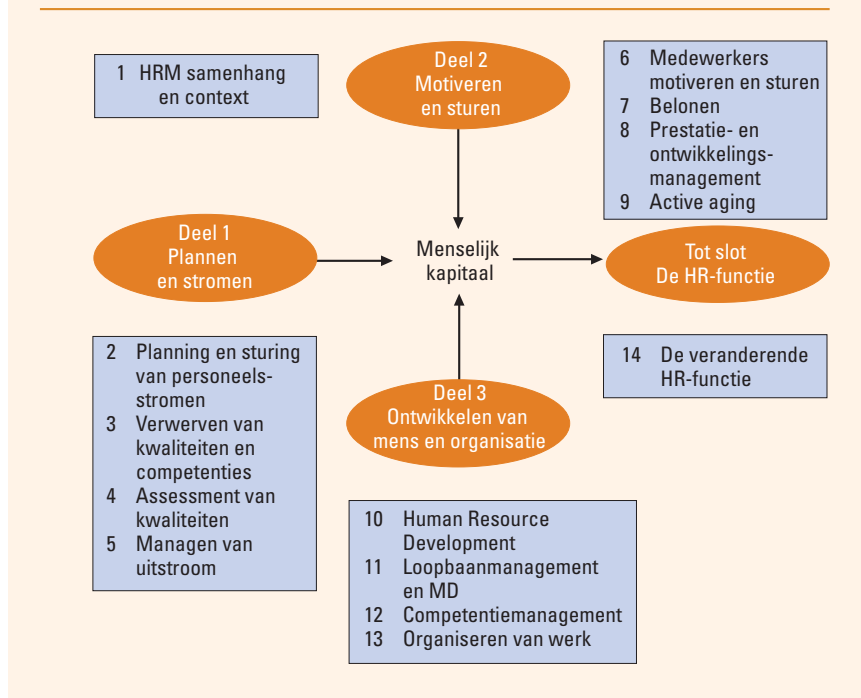 1 HRM samenhang
en context
Deel 2
Motiveren
en sturen
6 Medewerkers
motiveren en sturen
7 Belonen
8 Prestatie- en
ontwikkelings-
management
9 Active aging
Deel 1
Plannen
en stromen
Menselijk
kapitaal
Tot slot
De HR-functie
2 Planning en sturing
van personeels-
stromen
3 Verwerven van
kwaliteiten en
competenties
4 Assessment van
kwaliteiten
5 Managen van
uitstroom
Deel 3
Ontwikkelen van
mens en organisatie
14 De veranderende
HR-functie
10 Human Resource
Development
11 Loopbaanmanagement
en MD
12 Competentiemanagement
13 Organiseren van werk